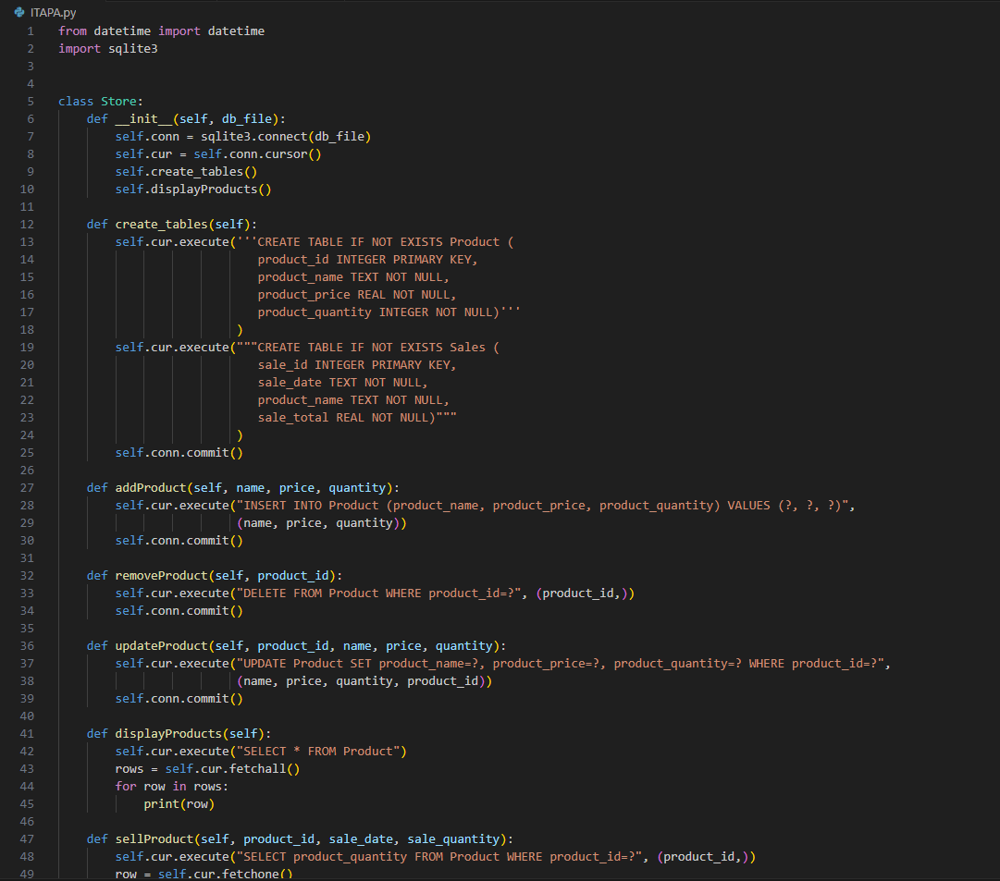 ITAPA.py
1 from datetime import datetime
2 import sqlite3
3
4
5 class Store:
6     def __init__(self, db_file):
7         self.conn = sqlite3.connect(db_file)
8         self.cur = self.conn.cursor()
9         self.create_tables()
10         self.displayProducts()
11
12     def create_tables(self):
13         self.cur.execute('''CREATE TABLE IF NOT EXISTS Product (
14                             product_id INTEGER PRIMARY KEY,
15                             product_name TEXT NOT NULL,
16                             product_price REAL NOT NULL,
17                             product_quantity INTEGER NOT NULL)'''
18                          )
19         self.cur.execute("""CREATE TABLE IF NOT EXISTS Sales (
20                             sale_id INTEGER PRIMARY KEY,
21                             sale_date TEXT NOT NULL,
22                             product_name TEXT NOT NULL,
23                             sale_total REAL NOT NULL)"""
24                          )
25         self.conn.commit()
26
27     def addProduct(self, name, price, quantity):
28         self.cur.execute("INSERT INTO Product (product_name, product_price, product_quantity) VALUES (?, ?, ?)",
29                          (name, price, quantity))
30         self.conn.commit()
31
32     def removeProduct(self, product_id):
33         self.cur.execute("DELETE FROM Product WHERE product_id=?", (product_id,))
34         self.conn.commit()
35
36     def updateProduct(self, product_id, name, price, quantity):
37         self.cur.execute("UPDATE Product SET product_name=?, product_price=?, product_quantity=? WHERE product_id=?",
38                          (name, price, quantity, product_id))
39         self.conn.commit()
40
41     def displayProducts(self):
42         self.cur.execute("SELECT * FROM Product")
43         rows = self.cur.fetchall()
44         for row in rows:
45             print(row)
46
47     def sellProduct(self, product_id, sale_date, sale_quantity):
48         self.cur.execute("SELECT product_quantity FROM Product WHERE product_id=?", (product_id,))
49         row = self.cur.fetchone()